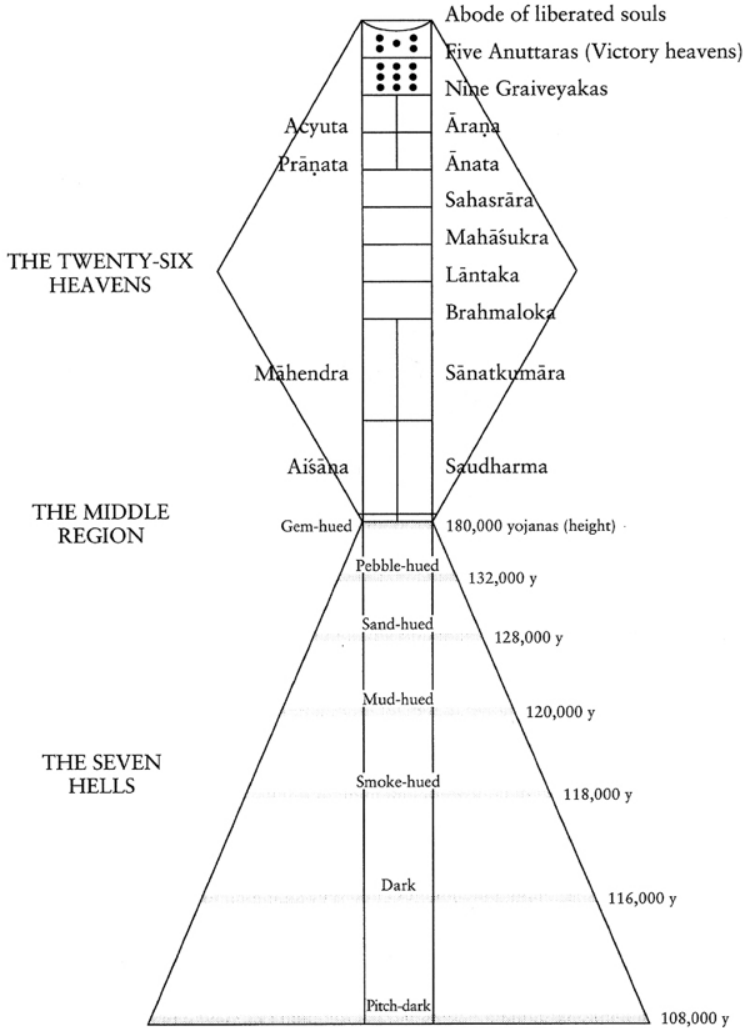 Abode of liberated souls
Five Anuttaras (Victory heavens)
Nine Graiveyakas
Acyuta
Āraṇa
Prāṇata
Ānata
Sahasrāra
Mahāśukra
THE TWENTY-SIX
HEAVENS
Lāntaka
Brahmaloka
Māhendra
Sānatkumāra
Aiśāna
Saudharma
THE MIDDLE
REGION
Gem-hued
180,000 yojanas (height)
Pebble-hued
132,000 y
Sand-hued
128,000 y
Mud-hued
120,000 y
THE SEVEN
HELLS
Smoke-hued
118,000 y
Dark
116,000 y
Pitch-dark
108,000 y